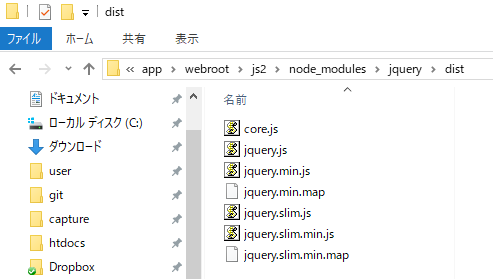 dist
ファイル ホーム 共有 表示
« app › webroot › js2 › node_modules › jquery › dist
ドキュメント
ローカル ディスク (C:)
ダウンロード
user
git
capture
htdocs
Dropbox
名前
core.js
jquery.js
jquery.min.js
jquery.min.map
jquery.slim.js
jquery.slim.min.js
jquery.slim.min.map